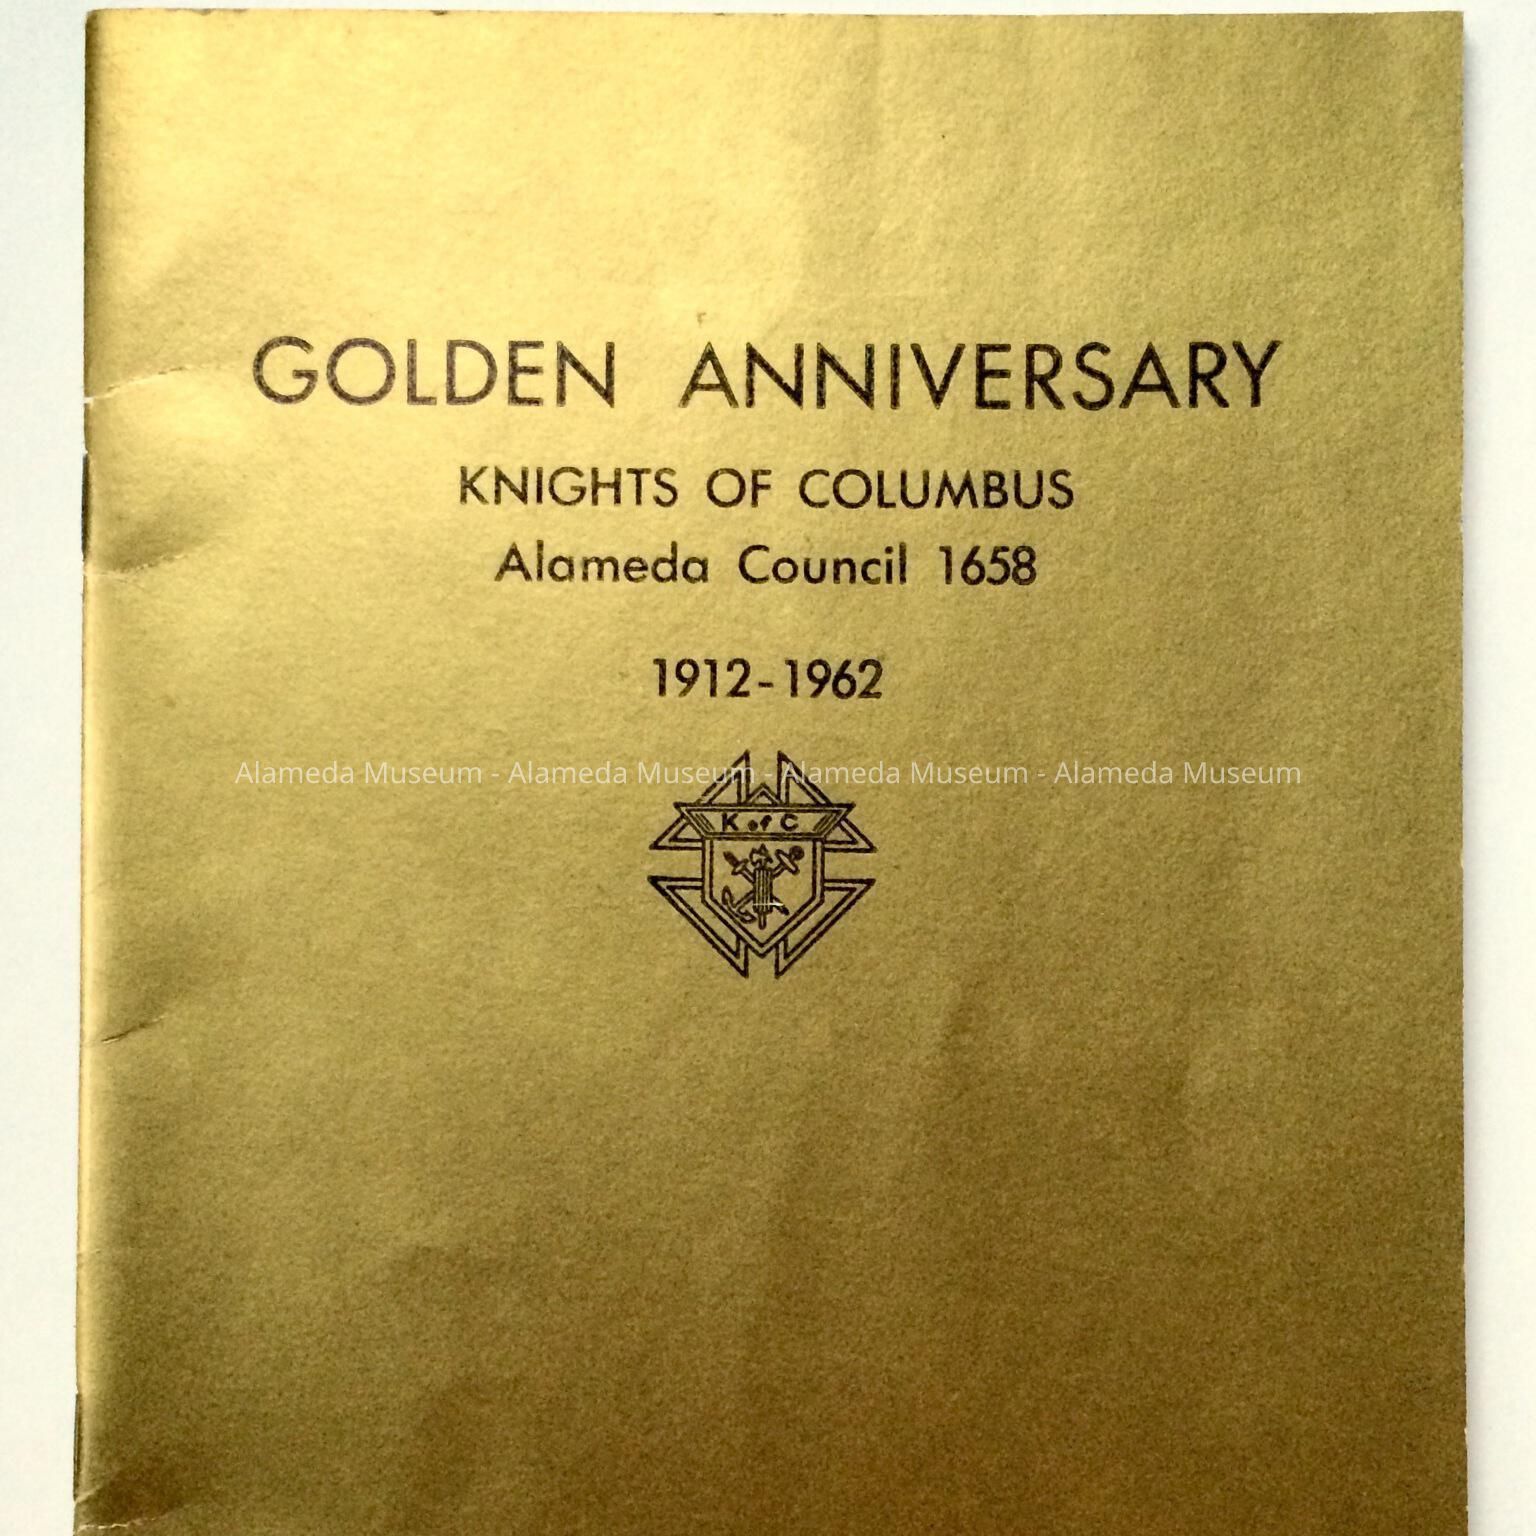 GOLDEN ANNIVERSARY
KNIGHTS OF COLUMBUS
Alameda Council 1658
1912-1962
Alameda Museum - Alameda Museum - Alameda Museum - Alameda Museum
K of C